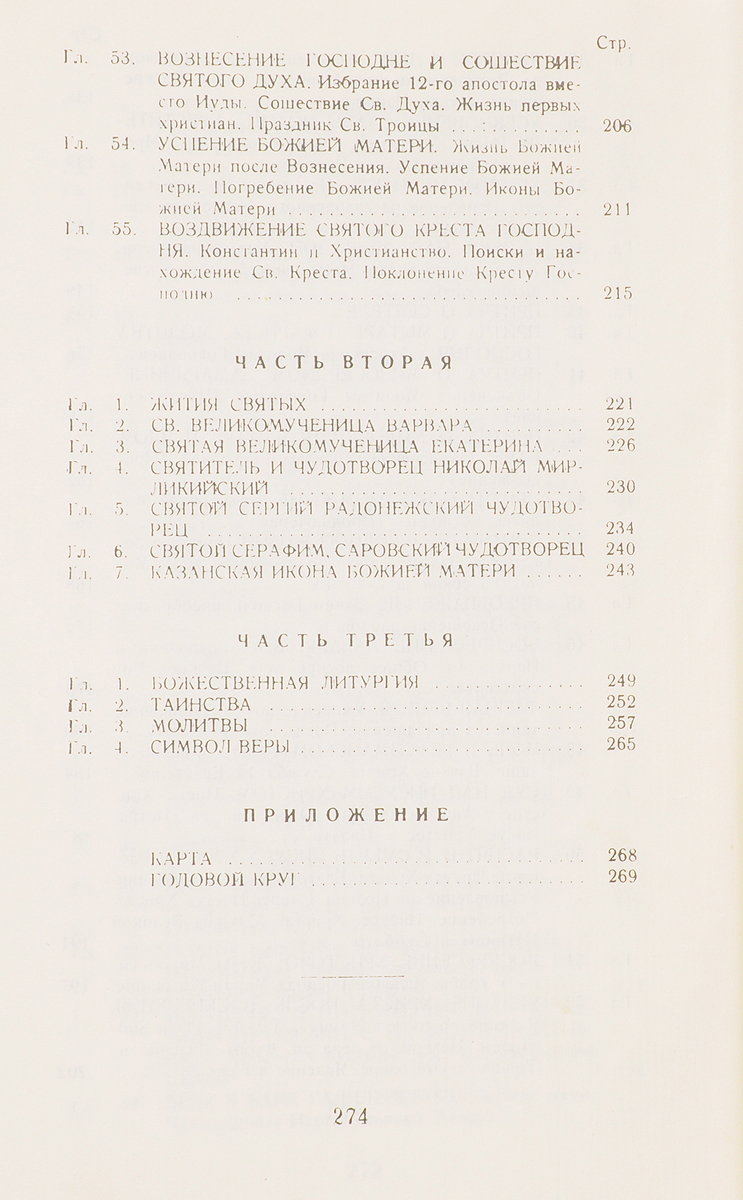 Стр.
Гл. 53. ВОЗНЕСЕНИЕ ГОСПОДНЕ И СОШЕСТВИЕ
СВЯТОГО ДУХА. Избрание 12-го апостола вме-
сто Иуды. Сошествие Св. Духа. Жизнь первых
христиан. Праздник Св. Троицы ............ 206
Гл. 54. УСПЕНИЕ БОЖИЕЙ МАТЕРИ. Жизнь Божией
Матери после Вознесения. Успение Божией Ма-
тери. Погребение Божией Матери. Иконы Бо-
жией Матери ............................ 211
Гл. 55. ВОЗДВИЖЕНИЕ СВЯТОГО КРЕСТА ГОСПОД-
НЯ. Константин и Христианство. Поиски и на-
хождение Св. Креста. Поклонение Кресту Гос-
подню ................................ 215
ЧАСТЬ ВТОРАЯ
Гл. 1. ЖИТИЯ СВЯТЫХ ........................ 221
Гл. 2. СВ. ВЕЛИКОМУЧЕНИЦА ВАРВАРА .......... 222
Гл. 3. СВЯТАЯ ВЕЛИКОМУЧЕНИЦА ЕКАТЕРИНА ... 226
Гл. 4. СВЯТИТЕЛЬ И ЧУДОТВОРЕЦ НИКОЛАЙ МИР-
ЛИКИЙСКИЙ ............................ 230
Гл. 5. СВЯТОЙ СЕРГИЙ РАДОНЕЖСКИЙ ЧУДОТВО-
РЕЦ .................................... 234
Гл. 6. СВЯТОЙ СЕРАФИМ, САРОВСКИЙ ЧУДОТВОРЕЦ 240
Гл. 7. КАЗАНСКАЯ ИКОНА БОЖИЕЙ МАТЕРИ ...... 243
ЧАСТЬ ТРЕТЬЯ
Гл. 1. БОЖЕСТВЕННАЯ ЛИТУРГИЯ ............... 249
Гл. 2. ТАИНСТВА ............................ 252
Гл. 3. МОЛИТВЫ ............................ 257
Гл. 4. СИМВОЛ ВЕРЫ ......................... 265
ПРИЛОЖЕНИЕ
КАРТА .................................. 268
ГОДОВОЙ КРУГ .......................... 269
274